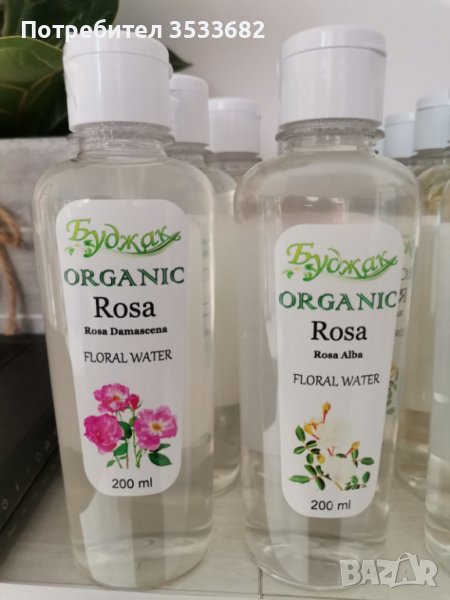 Потребител 3533682
Буджак
ORGANIC
Rosa
Rosa Damascena
FLORAL WATER
200 ml
Буджак
ORGANIC
Rosa
Rosa Alba
FLORAL WATER
200 ml
BAZAR